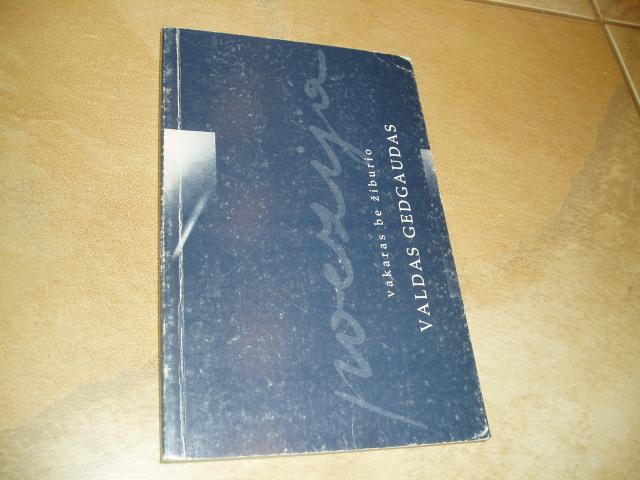 poezija
vakaras be žiburio
VALDAS GEDGAUDAS